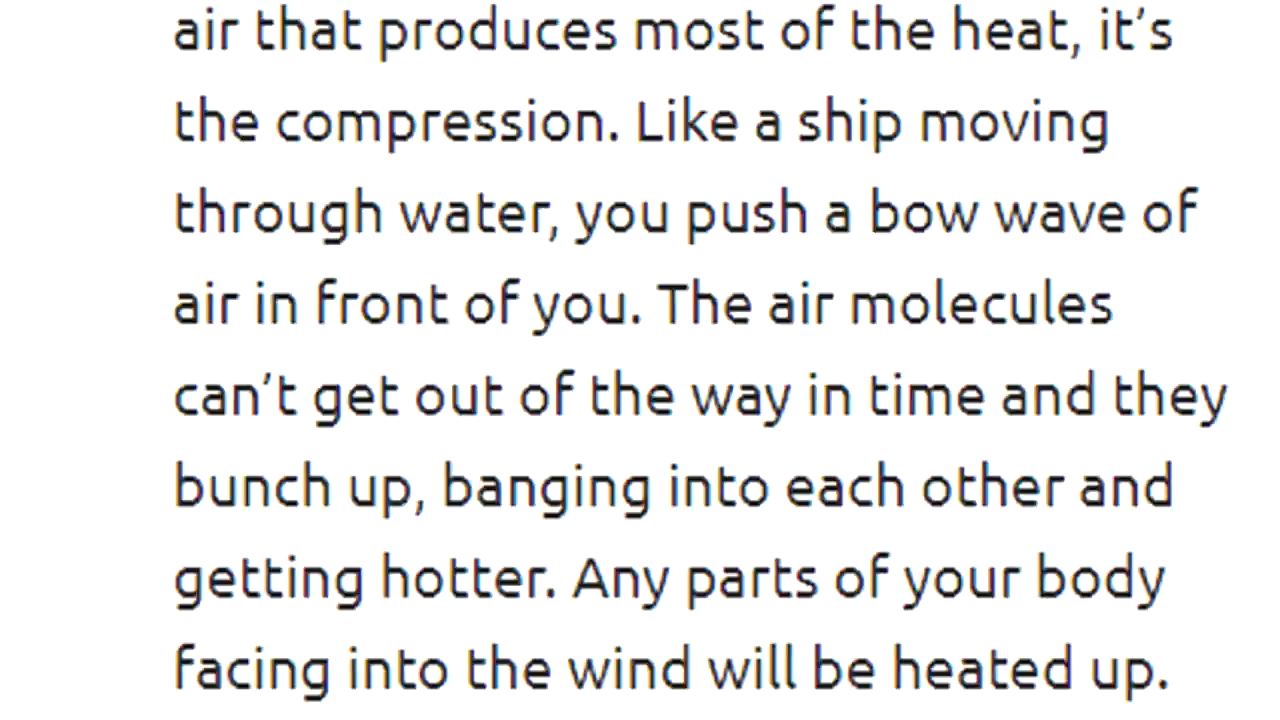 air that produces most of the heat, it’s
the compression. Like a ship moving
through water, you push a bow wave of
air in front of you. The air molecules
can’t get out of the way in time and they
bunch up, banging into each other and
getting hotter. Any parts of your body
facing into the wind will be heated up.